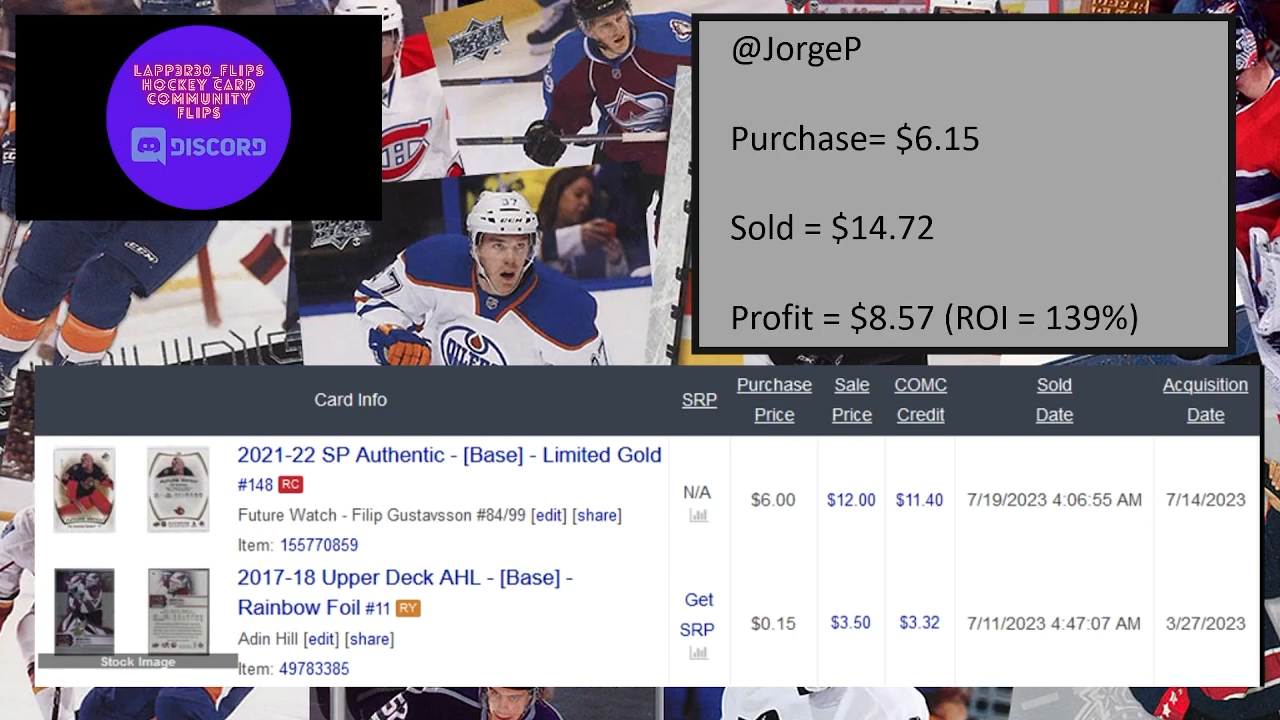 LAPP3R30_FLIPS
HOCKEY CARD
COMMUNITY
FLIPS
DISCORD
@JorgeP
Purchase= $6.15
Sold = $14.72
Profit = $8.57 (ROI = 139%)
UPPER DECK
37
CCM
OILERS
Card Info
SRP
Purchase Price
Sale Price
COMC Credit
Sold Date
Acquisition Date
2021-22 SP Authentic - [Base] - Limited Gold
#148 RC
Future Watch - Filip Gustavsson #84/99 [edit] [share]
Item: 155770859
N/A
$6.00
$12.00
$11.40
7/19/2023 4:06:55 AM
7/14/2023
2017-18 Upper Deck AHL - [Base] -
Rainbow Foil #11 RY
Adin Hill [edit] [share]
Item: 49783385
Stock Image
Get
SRP
$0.15
$3.50
$3.32
7/11/2023 4:47:07 AM
3/27/2023